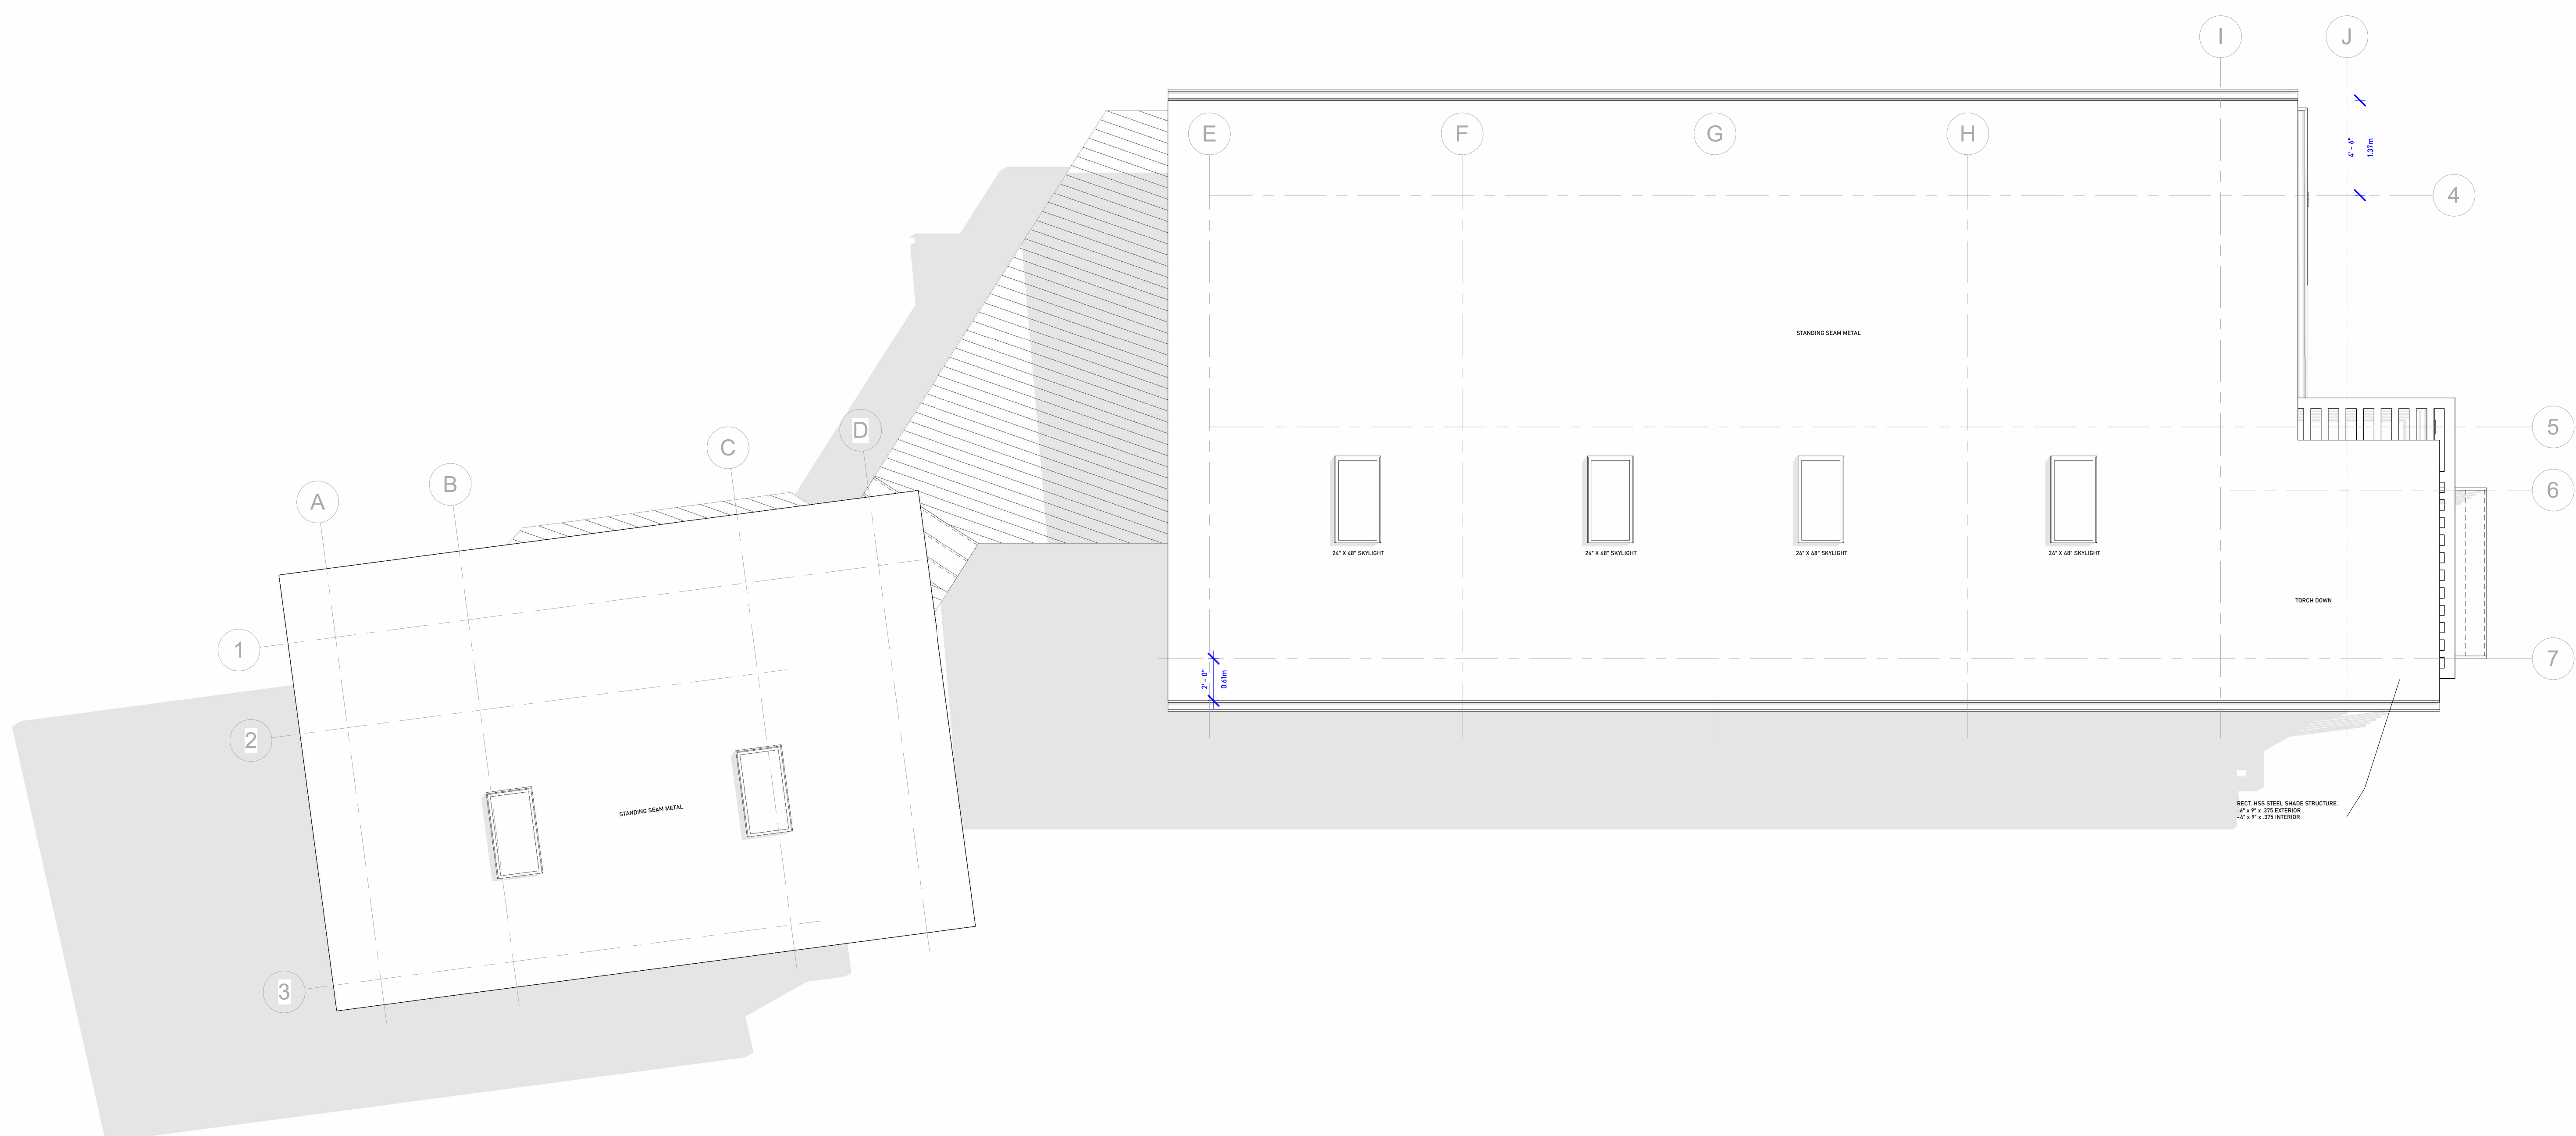 I
J
E
F
G
H
4' - 6"
1.37m
4
STANDING SEAM METAL
D
5
C
B
6
A
24" X 48" SKYLIGHT
24" X 48" SKYLIGHT
24" X 48" SKYLIGHT
24" X 48" SKYLIGHT
TORCH DOWN
1
7
2' - 0"
0.61m
2
STANDING SEAM METAL
RECT. HSS STEEL SHADE STRUCTURE.
-6" x 9" x .375 EXTERIOR
-4" x 9" x .375 INTERIOR
3